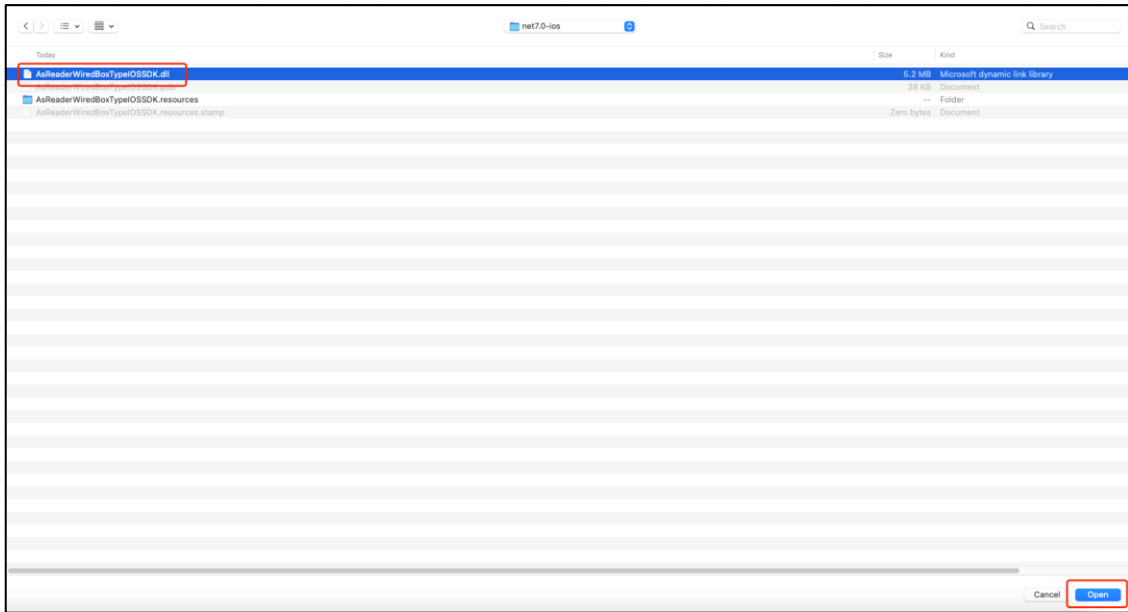 net7.0-ios
Search
Today Size Kind
AsReaderWiredBoxTypeIOSSDK.dll 5.2 MB Microsoft dynamic link library
AsReaderWiredBoxTypeIOSSDK.pdb 38 KB Document
AsReaderWiredBoxTypeIOSSDK.resources -- Folder
AsReaderWiredBoxTypeIOSSDK.resources.stamp Zero bytes Document
Cancel Open